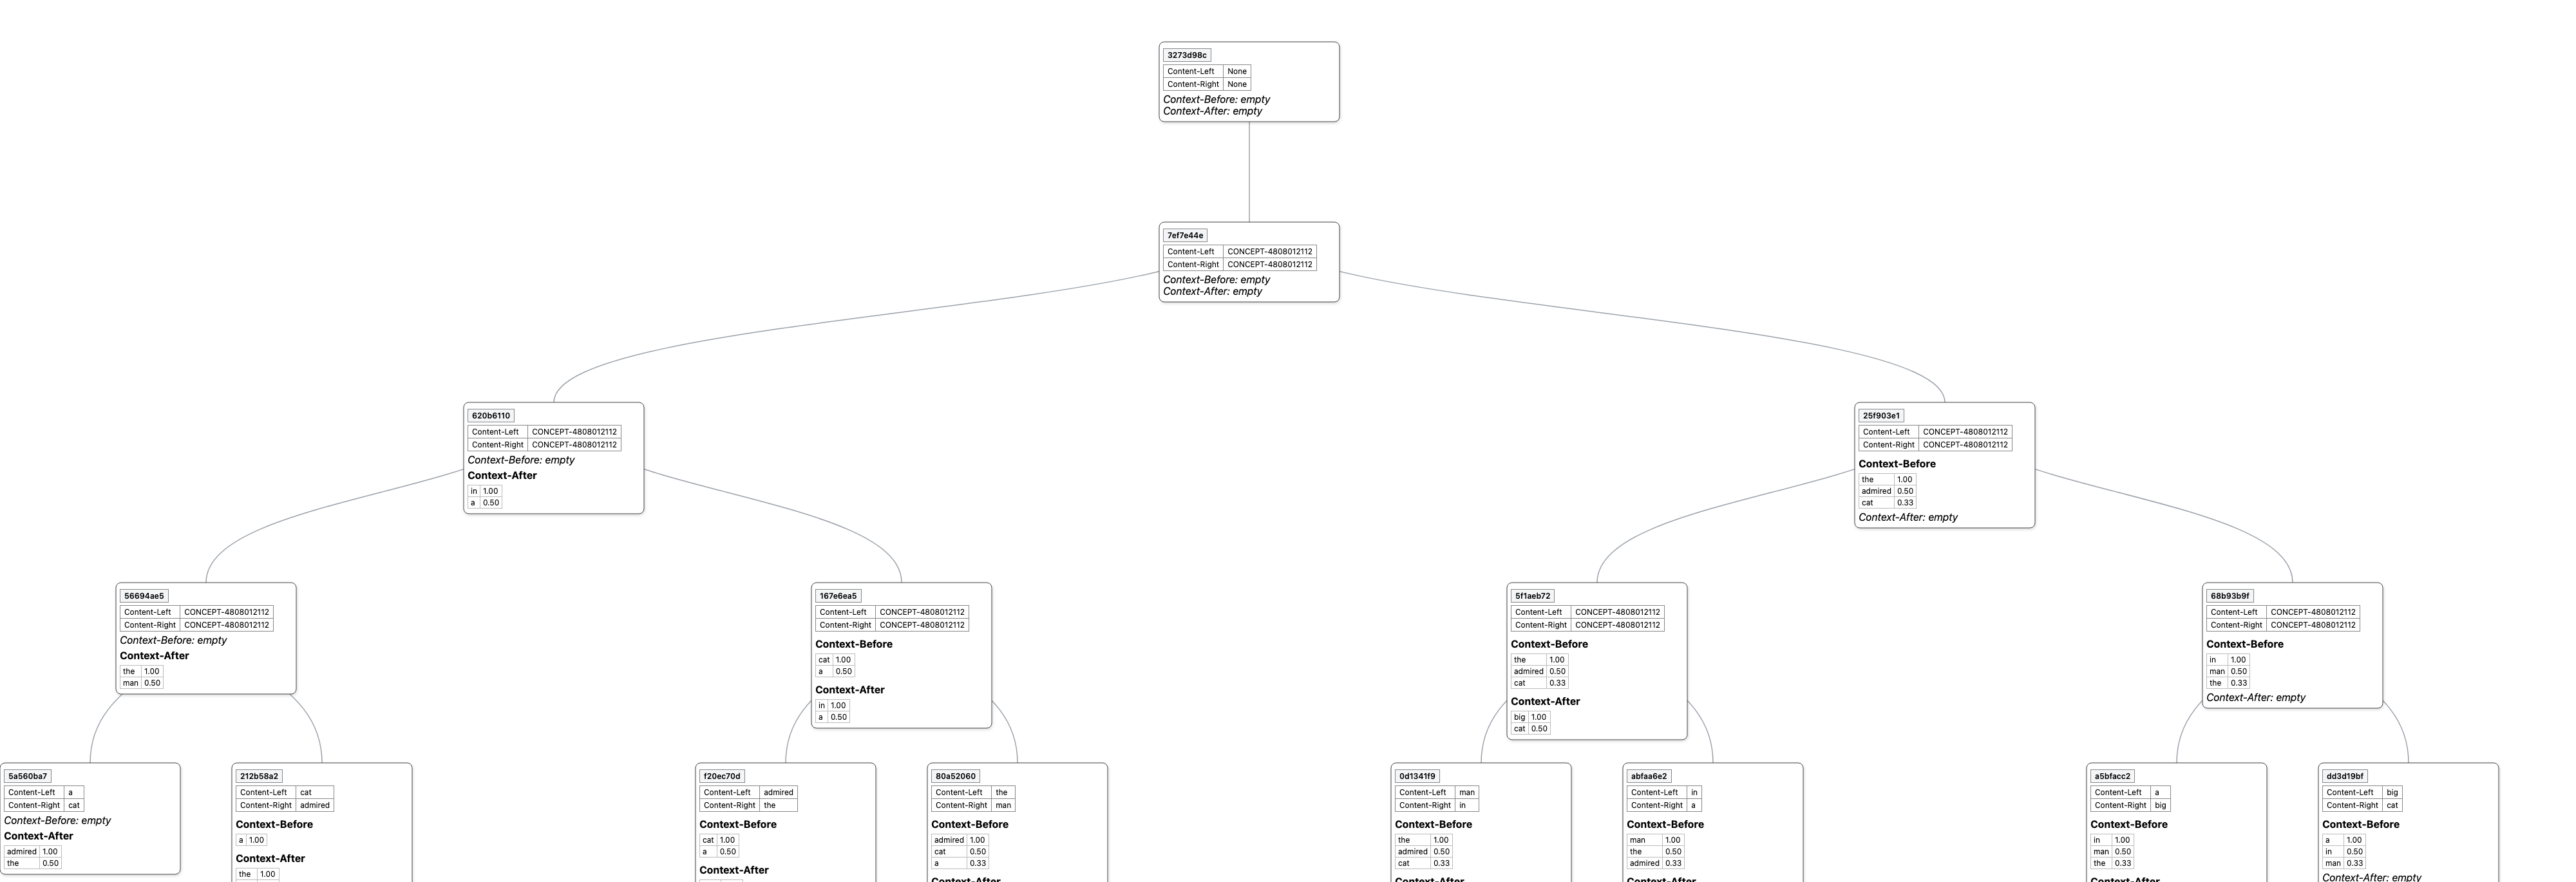 3273d98c
Content-Left None
Content-Right None
Context-Before: empty
Context-After: empty
7ef7e44e
Content-Left CONCEPT-4808012112
Content-Right CONCEPT-4808012112
Context-Before: empty
Context-After: empty
620b6110
Content-Left CONCEPT-4808012112
Content-Right CONCEPT-4808012112
Context-Before: empty
Context-After
in 1.00
a 0.50
25f903e1
Content-Left CONCEPT-4808012112
Content-Right CONCEPT-4808012112
Context-Before
the 1.00
admired 0.50
cat 0.33
Context-After: empty
56694ae5
Content-Left CONCEPT-4808012112
Content-Right CONCEPT-4808012112
Context-Before: empty
Context-After
the 1.00
man 0.50
167e6ea5
Content-Left CONCEPT-4808012112
Content-Right CONCEPT-4808012112
Context-Before
cat 1.00
a 0.50
Context-After
in 1.00
a 0.50
5f1aeb72
Content-Left CONCEPT-4808012112
Content-Right CONCEPT-4808012112
Context-Before
the 1.00
admired 0.50
cat 0.33
Context-After
big 1.00
cat 0.50
68b93b9f
Content-Left CONCEPT-4808012112
Content-Right CONCEPT-4808012112
Context-Before
in 1.00
man 0.50
the 0.33
Context-After: empty
5a560ba7
Content-Left a
Content-Right cat
Context-Before: empty
Context-After
admired 1.00
the 0.50
212b58a2
Content-Left cat
Content-Right admired
Context-Before
a 1.00
Context-After
the 1.00
f20ec70d
Content-Left admired
Content-Right the
Context-Before
cat 1.00
a 0.50
Context-After
80a52060
Content-Left the
Content-Right man
Context-Before
admired 1.00
cat 0.50
a 0.33
Context-After
0d1341f9
Content-Left man
Content-Right in
Context-Before
the 1.00
admired 0.50
cat 0.33
Context-After
abfaa6e2
Content-Left in
Content-Right a
Context-Before
man 1.00
the 0.50
admired 0.33
Context-After
a5bfacc2
Content-Left a
Content-Right big
Context-Before
in 1.00
man 0.50
the 0.33
Context-After
dd3d19bf
Content-Left big
Content-Right cat
Context-Before
a 1.00
in 0.50
man 0.33
Context-After: empty